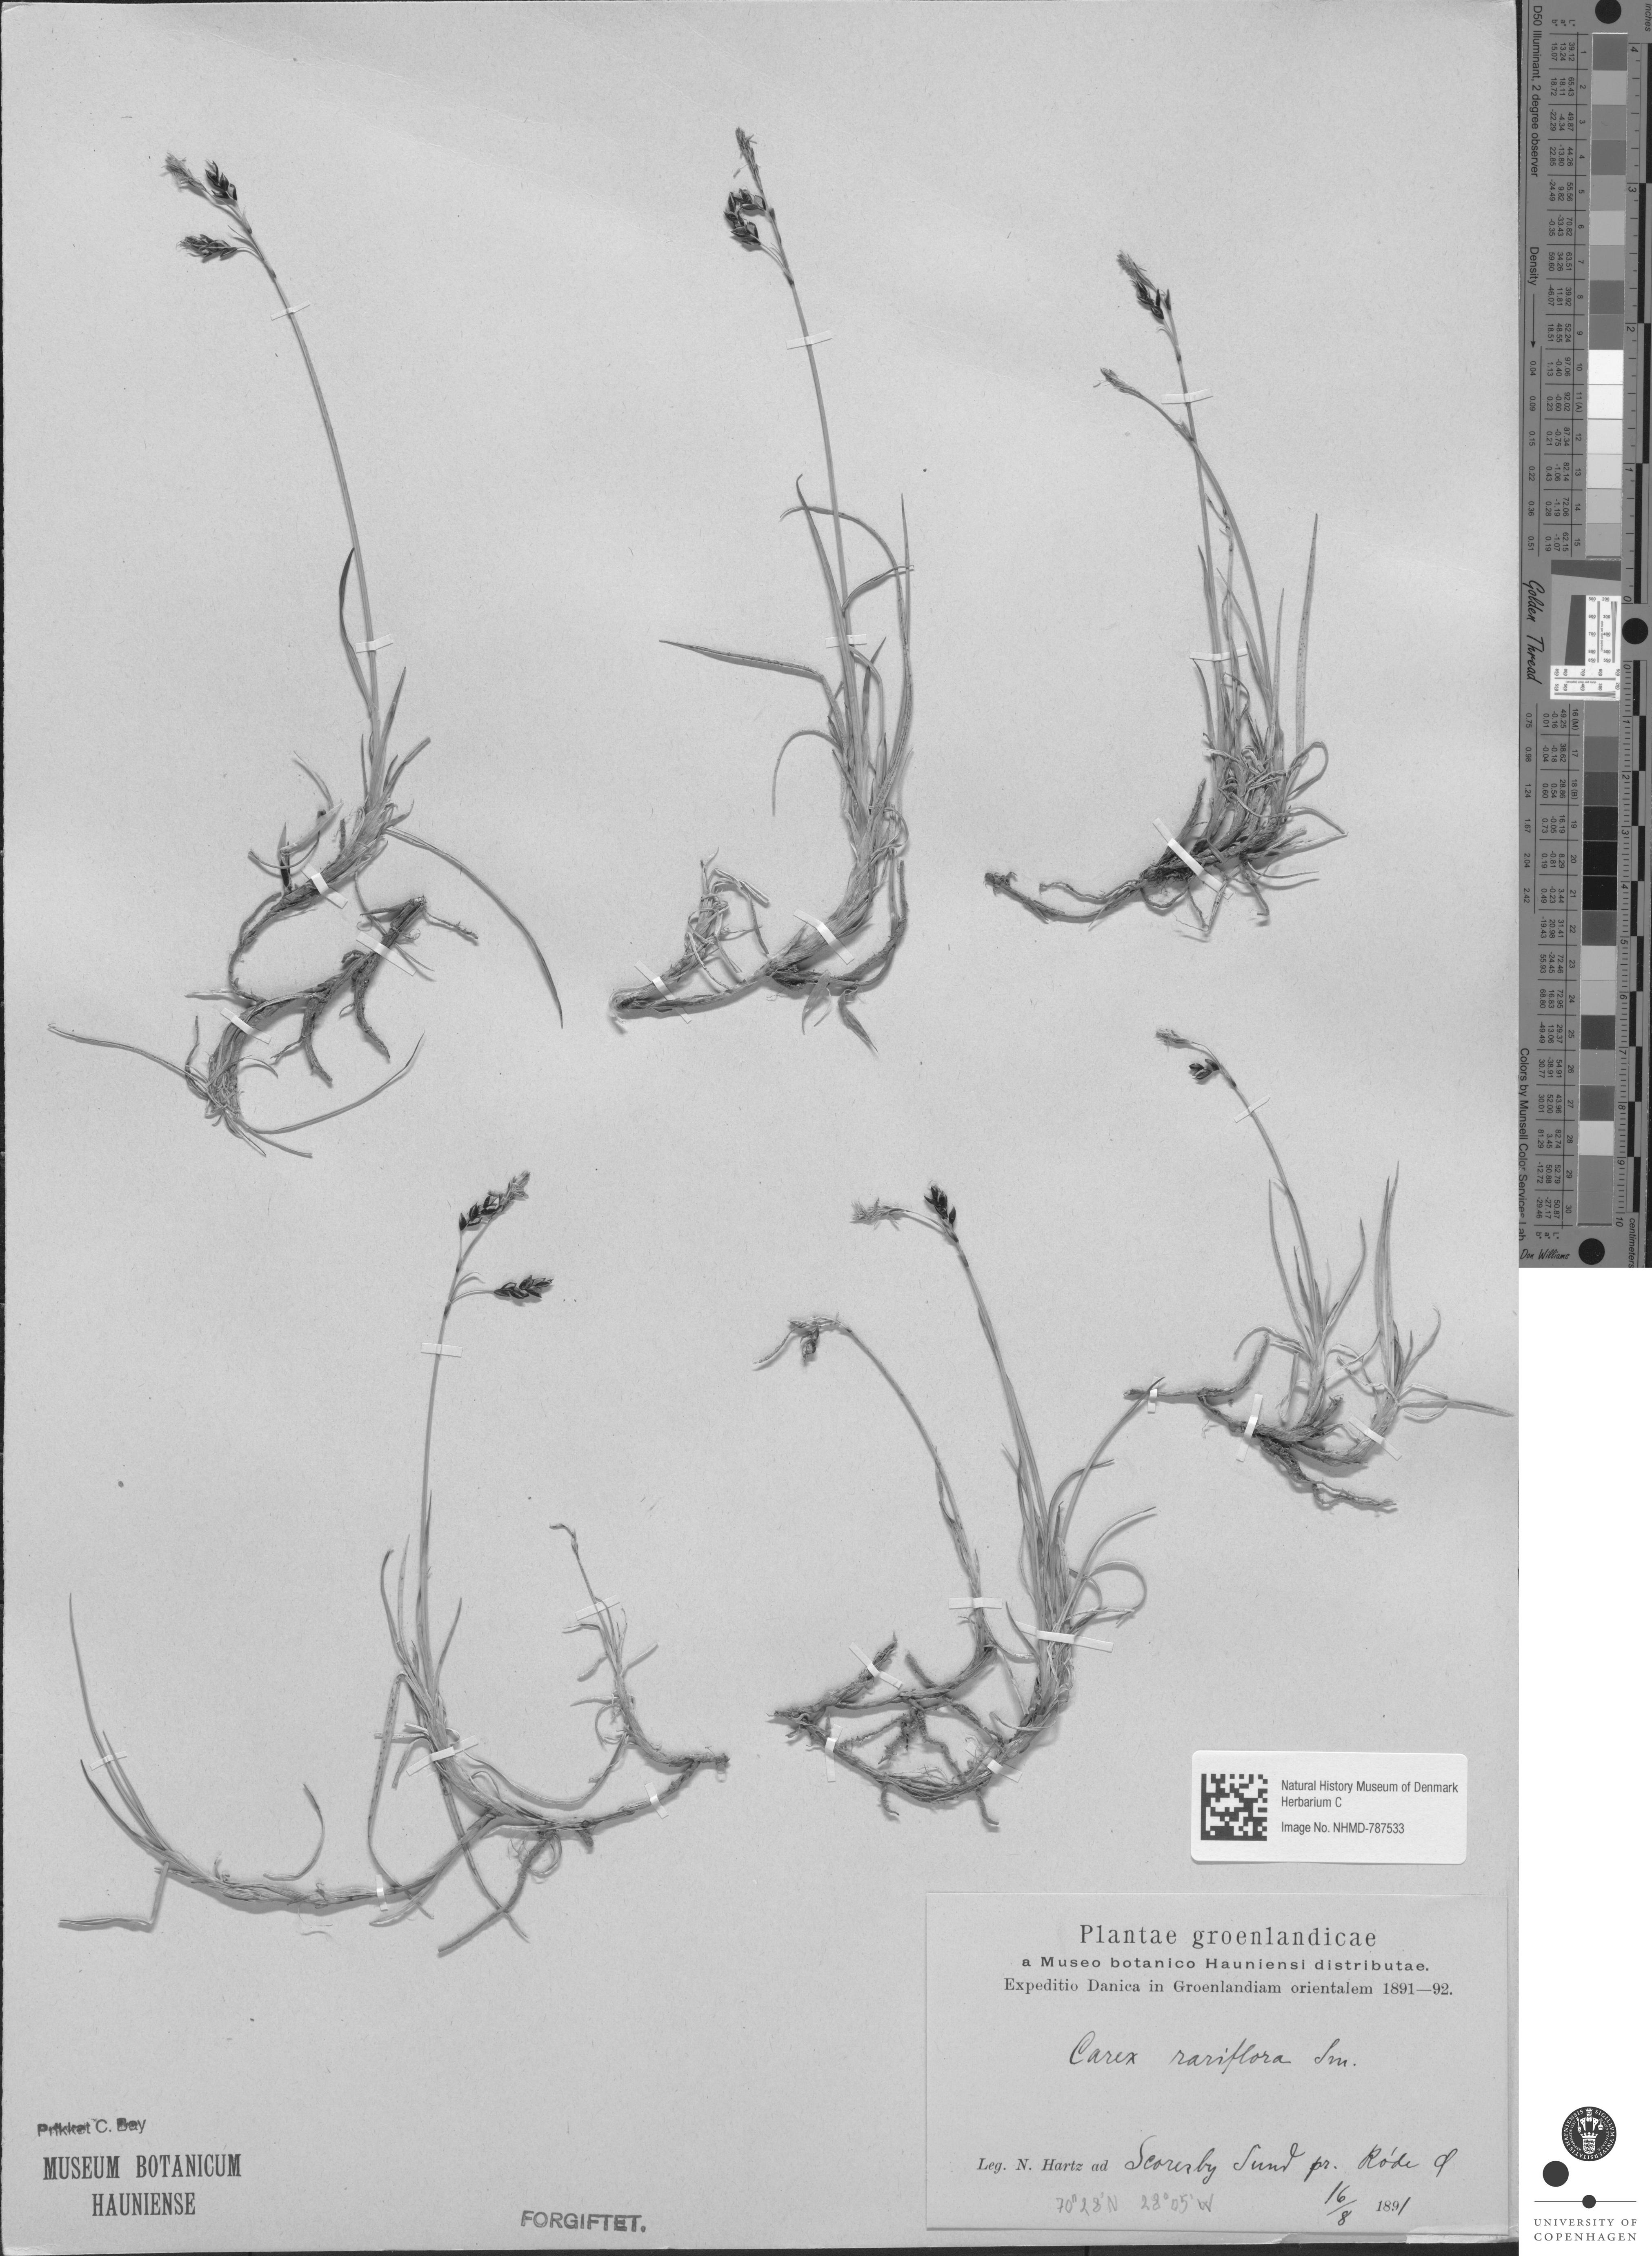 Natural History Museum of Denmark
Herbarium C
Image No. NHMD-787533
Plantae groenlandicae
a Museo botanico Hauniensi distributae.
Expeditio Danica in Groenlandiam orientalem 1891—92.
Carex rariflora Sm.
Leg. N. Hartz ad Scoresby Sund pr. Röde Ø
70°28'N 28°05'W
16/8 1891
Prikket C. Bay
MUSEUM BOTANICUM
HAUNIENSE
FORGIFTET.
D50 Illuminant, 2 degree observer
Density
Golden Thread
Colors by Munsell Color Services Lab
Don Williams
inches
centimeters
UNIVERSITY OF
COPENHAGEN